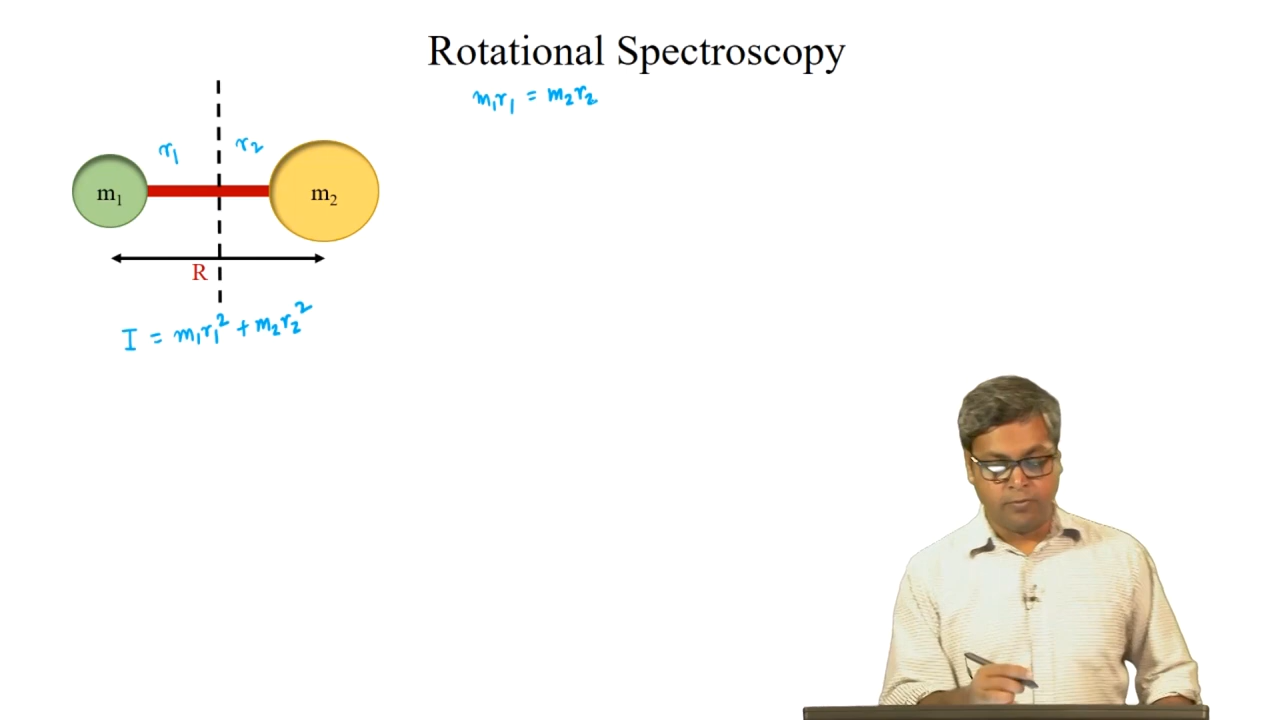 Rotational Spectroscopy
m₁r₁ = m₂r₂
r₁ r₂
m₁ m₂
R
I = m₁r₁² + m₂r₂²